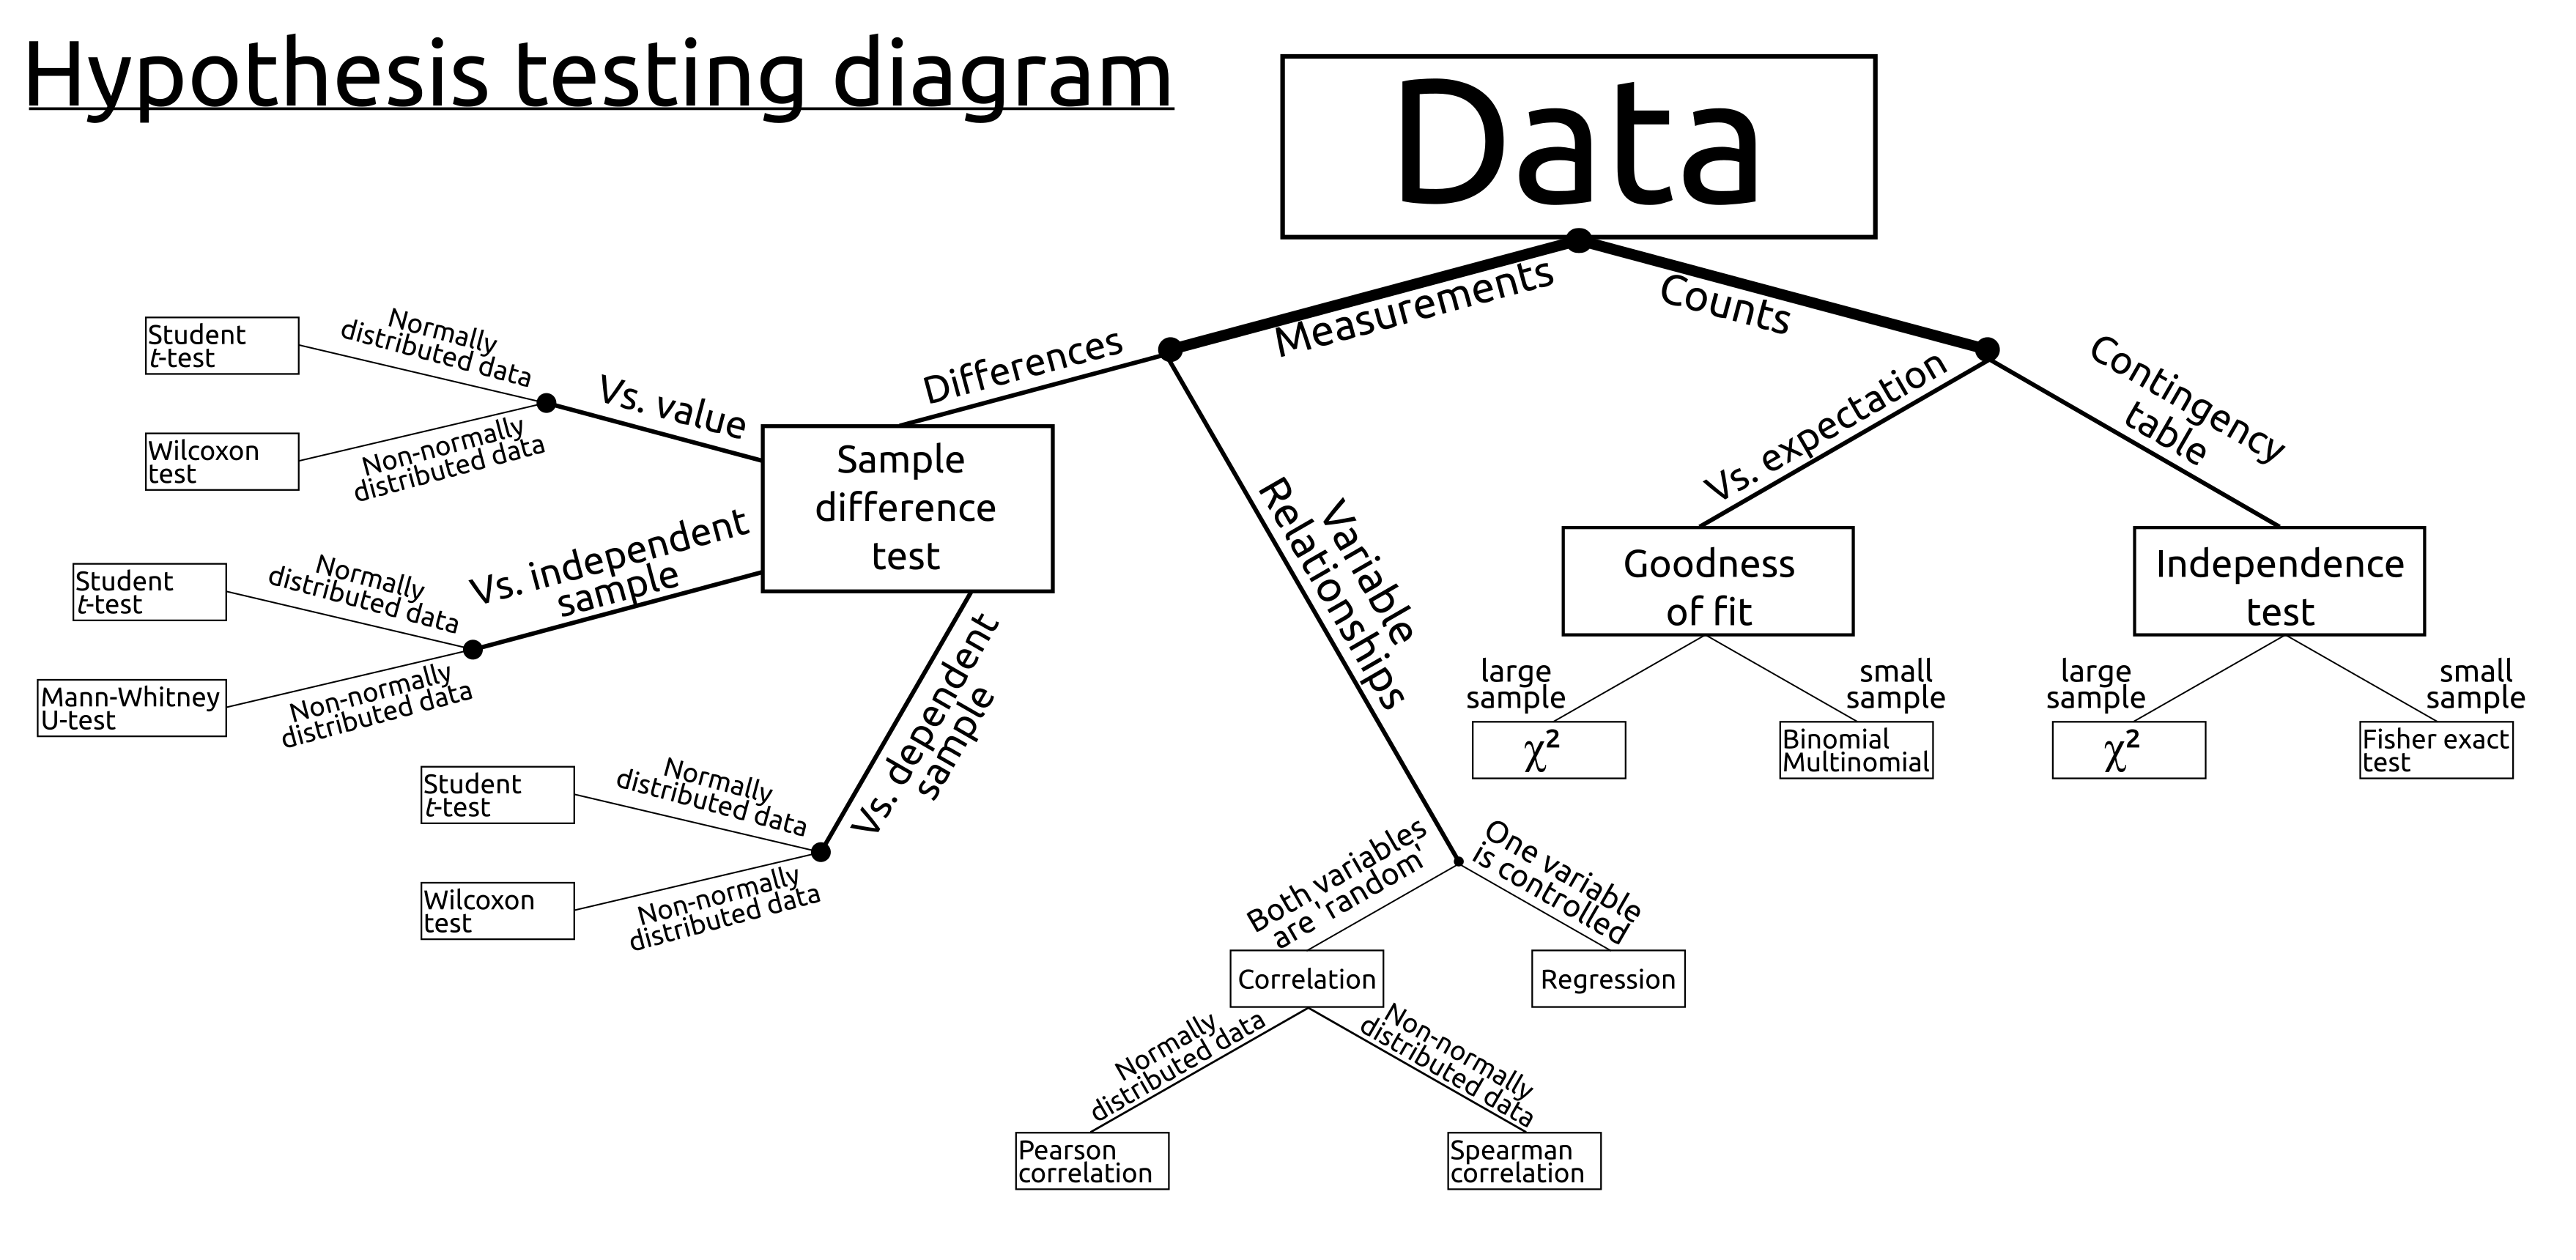 Hypothesis testing diagram
Data
Measurements
Counts
Differences
Variable
Relationships
Vs. expectation
Contingency
table
Sample
difference
test
Vs. value
Normally
distributed data
Student
t-test
Non-normally
distributed data
Wilcoxon
test
Vs. independent
sample
Normally
distributed data
Student
t-test
Non-normally
distributed data
Mann-Whitney
U-test
Vs. dependent
sample
Normally
distributed data
Student
t-test
Non-normally
distributed data
Wilcoxon
test
Both variables
are 'random'
One variable
is controlled
Correlation
Regression
Normally
distributed data
Non-normally
distributed data
Pearson
correlation
Spearman
correlation
Goodness
of fit
large
sample
small
sample
χ²
Binomial
Multinomial
Independence
test
large
sample
small
sample
χ²
Fisher exact
test